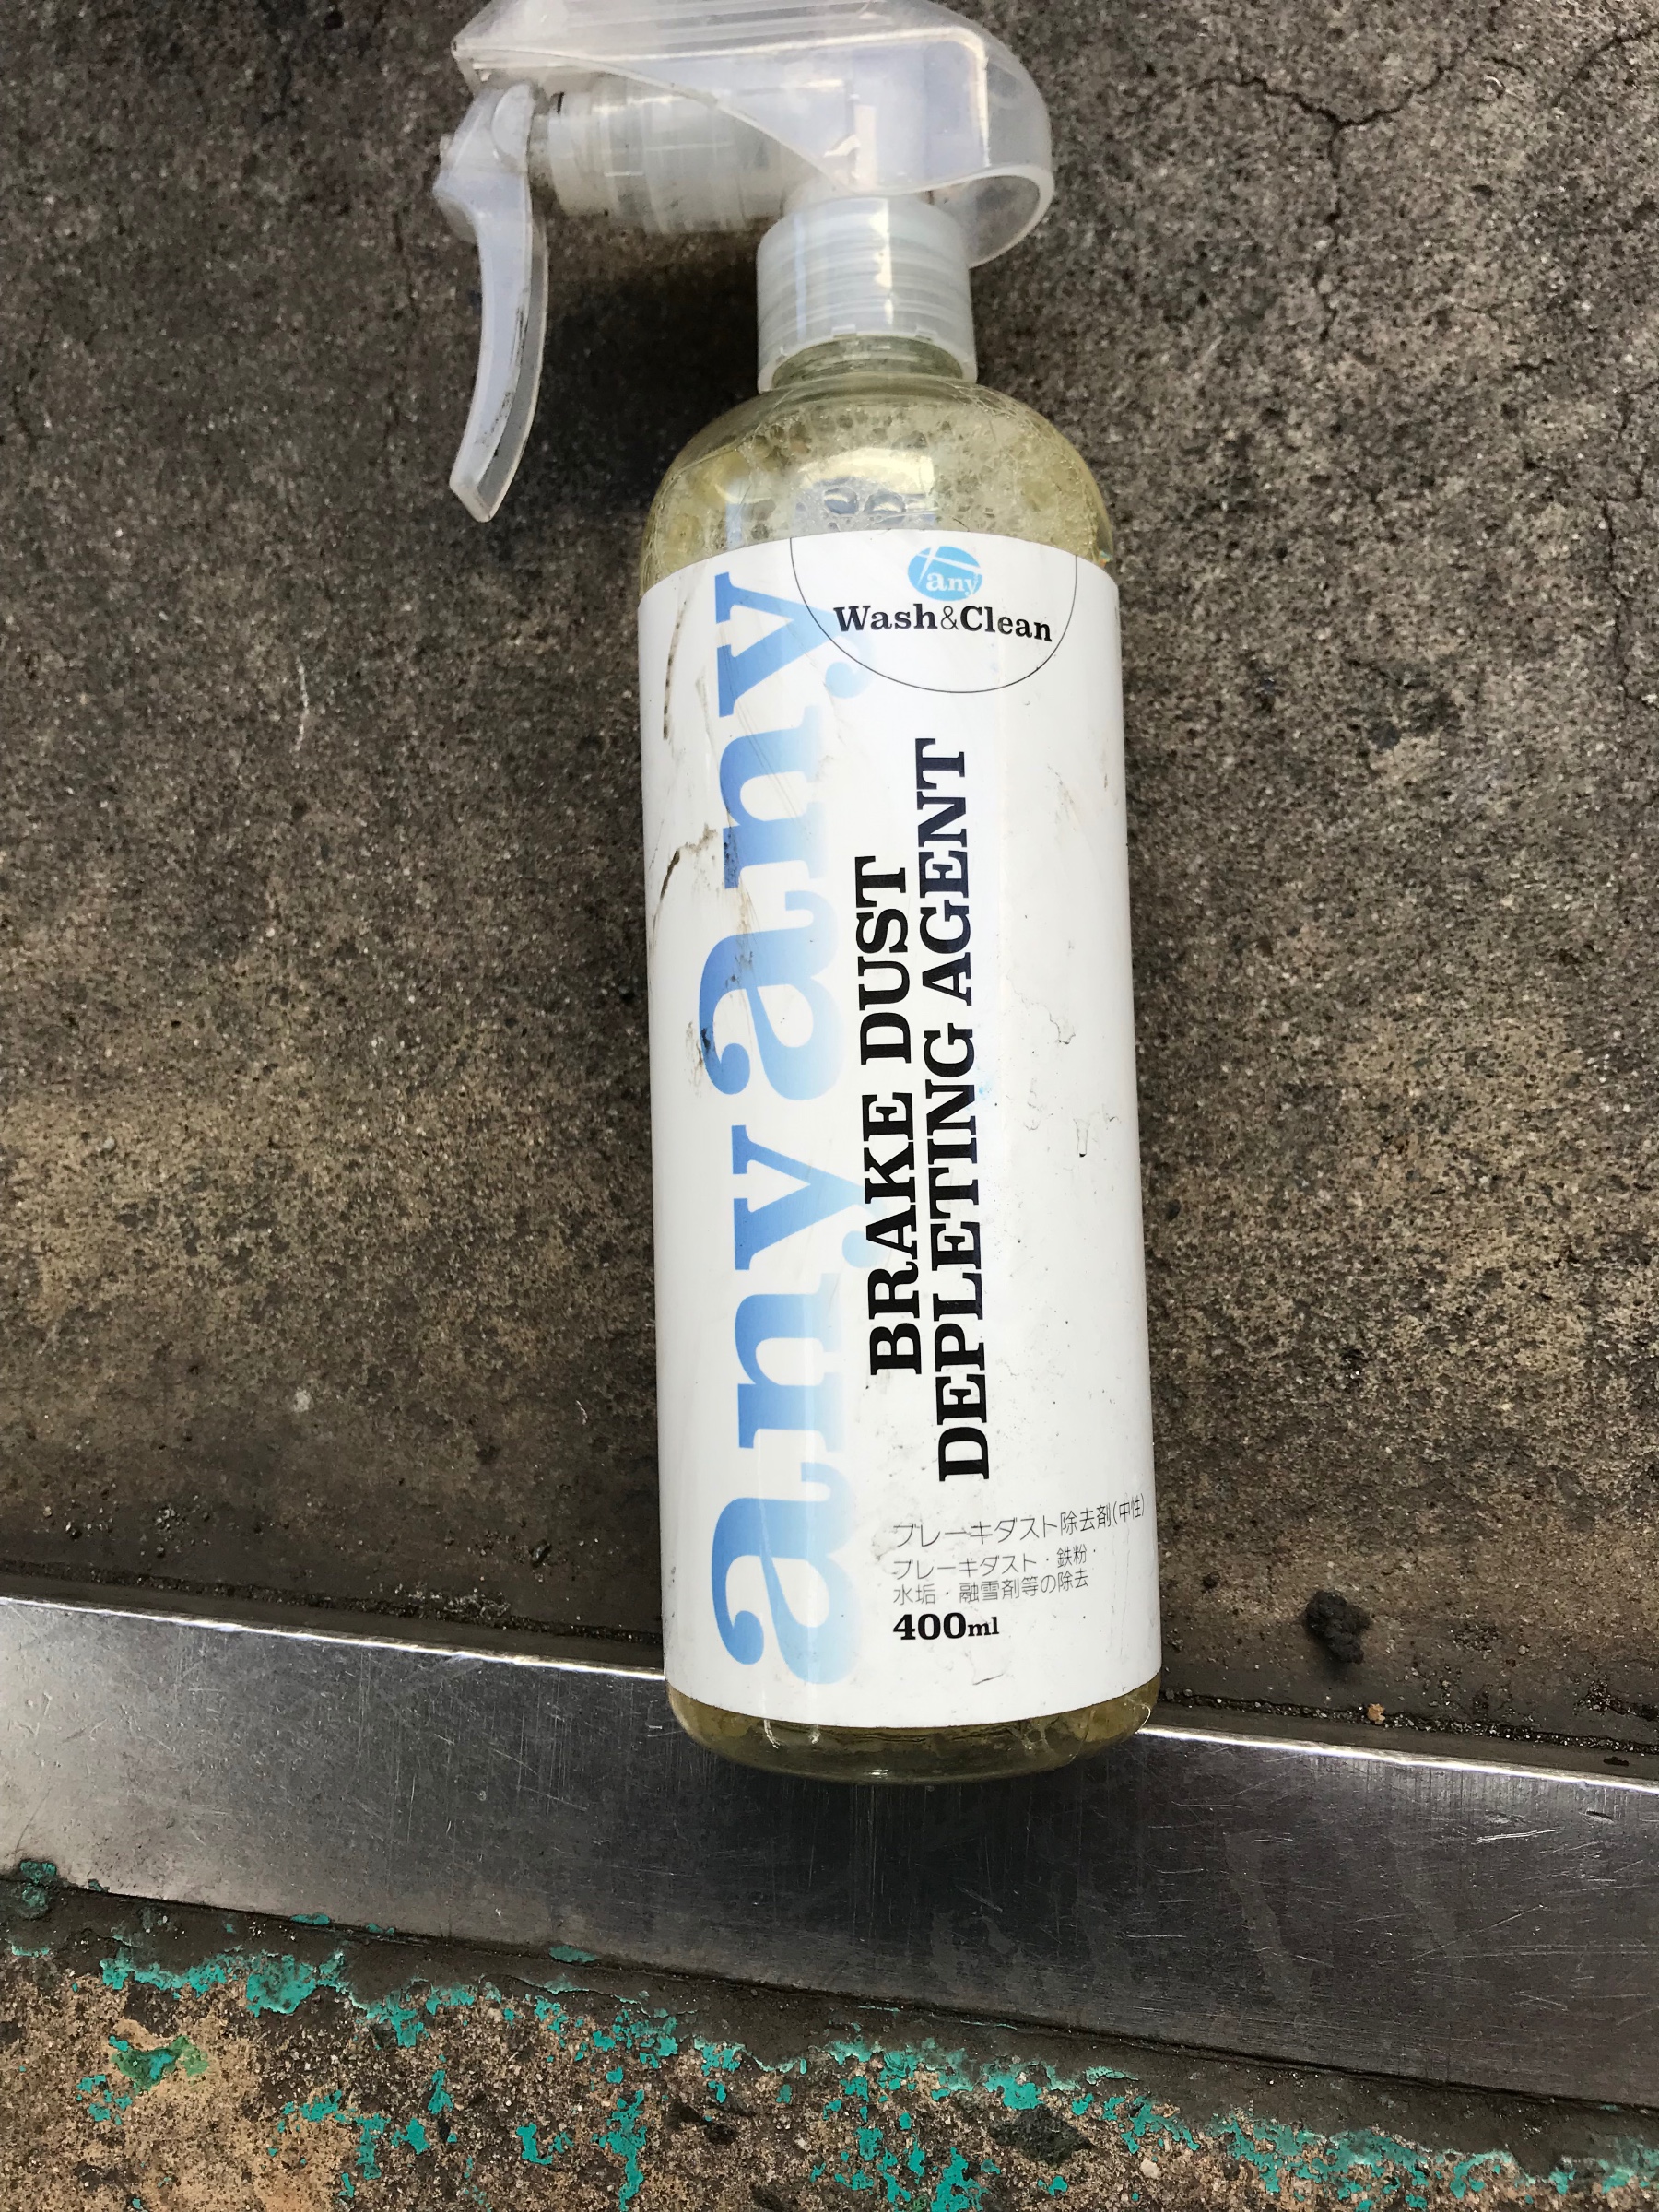 any
Wash&Clean
any any
BRAKE DUST
DEPLETING AGENT
ブレーキダスト除去剤(中性)
ブレーキダスト・鉄粉・
水垢・融雪剤等の除去
400ml